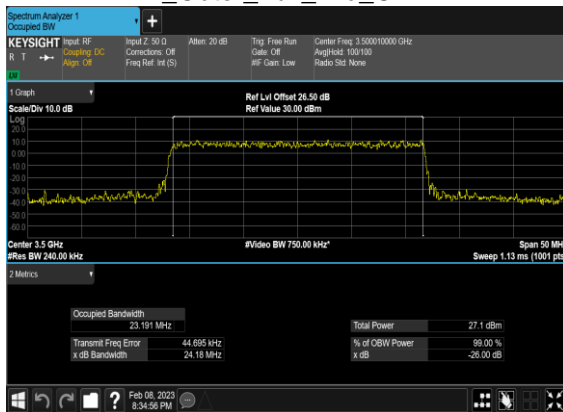 Spectrum Analyzer 1
Occupied BW
KEYSIGHT Input: RF Input Z: 50 Ω Atten: 20 dB Trig: Free Run Center Freq: 3.500010000 GHz
R T Coupling: DC Corrections: Off Gate: Off Avg|Hold: 100/100
Align: Off Freq Ref: Int (S) #IF Gain: Low Radio Std: None
1 Graph
Ref Lvl Offset 26.50 dB
Scale/Div 10.0 dB Ref Value 30.00 dBm
Log
20.0
10.0
0.00
-10.0
-20.0
-30.0
-40.0
-50.0
-60.0
Center 3.5 GHz #Video BW 750.00 kHz* Span 50 MH
#Res BW 240.00 kHz Sweep 1.13 ms (1001 pts
2 Metrics
Occupied Bandwidth
23.191 MHz Total Power 27.1 dBm
Transmit Freq Error 44.695 kHz % of OBW Power 99.00 %
x dB Bandwidth 24.18 MHz x dB -26.00 dB
Feb 08, 2023
8:34:56 PM